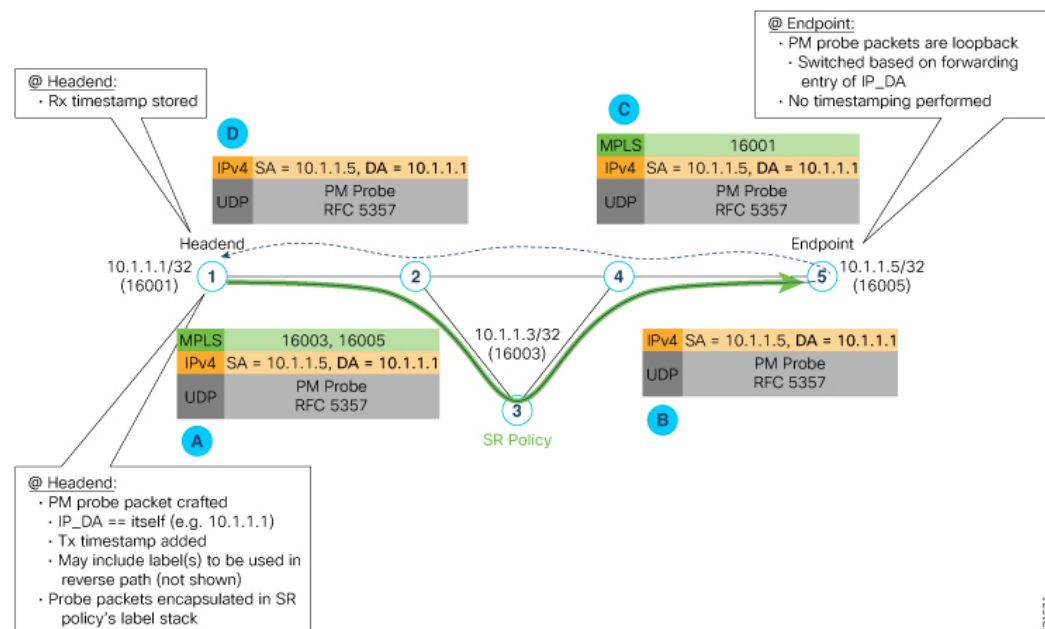 @ Endpoint:
· PM probe packets are loopback
· Switched based on forwarding
entry of IP_DA
· No timestamping performed
@ Headend:
· Rx timestamp stored
D
IPv4 SA = 10.1.1.5, DA = 10.1.1.1
UDP
PM Probe
RFC 5357
C
MPLS 16001
IPv4 SA = 10.1.1.5, DA = 10.1.1.1
UDP
PM Probe
RFC 5357
Headend
10.1.1.1/32
(16001)
1
2
4
5
Endpoint
10.1.1.5/32
(16005)
10.1.1.3/32
(16003)
3
SR Policy
MPLS 16003, 16005
IPv4 SA = 10.1.1.5, DA = 10.1.1.1
UDP
PM Probe
RFC 5357
A
IPv4 SA = 10.1.1.5, DA = 10.1.1.1
UDP
PM Probe
RFC 5357
B
@ Headend:
· PM probe packet crafted
· IP_DA == itself (e.g. 10.1.1.1)
· Tx timestamp added
· May include label(s) to be used in
reverse path (not shown)
· Probe packets encapsulated in SR
policy's label stack